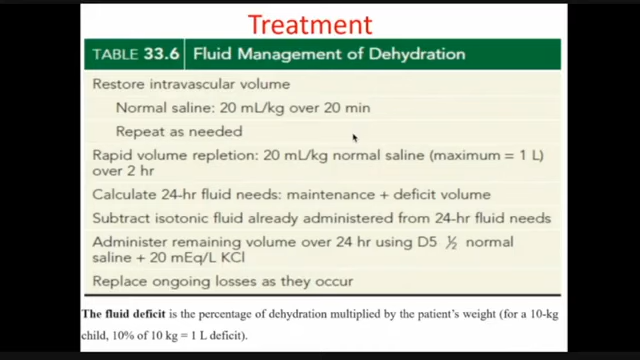 Treatment
TABLE 33.6 Fluid Management of Dehydration
Restore intravascular volume
Normal saline: 20 mL/kg over 20 min
Repeat as needed
Rapid volume repletion: 20 mL/kg normal saline (maximum = 1 L)
over 2 hr
Calculate 24-hr fluid needs: maintenance + deficit volume
Subtract isotonic fluid already administered from 24-hr fluid needs
Administer remaining volume over 24 hr using D5 ½ normal
saline + 20 mEq/L KCl
Replace ongoing losses as they occur
The fluid deficit is the percentage of dehydration multiplied by the patient's weight (for a 10-kg
child, 10% of 10 kg = 1 L deficit).